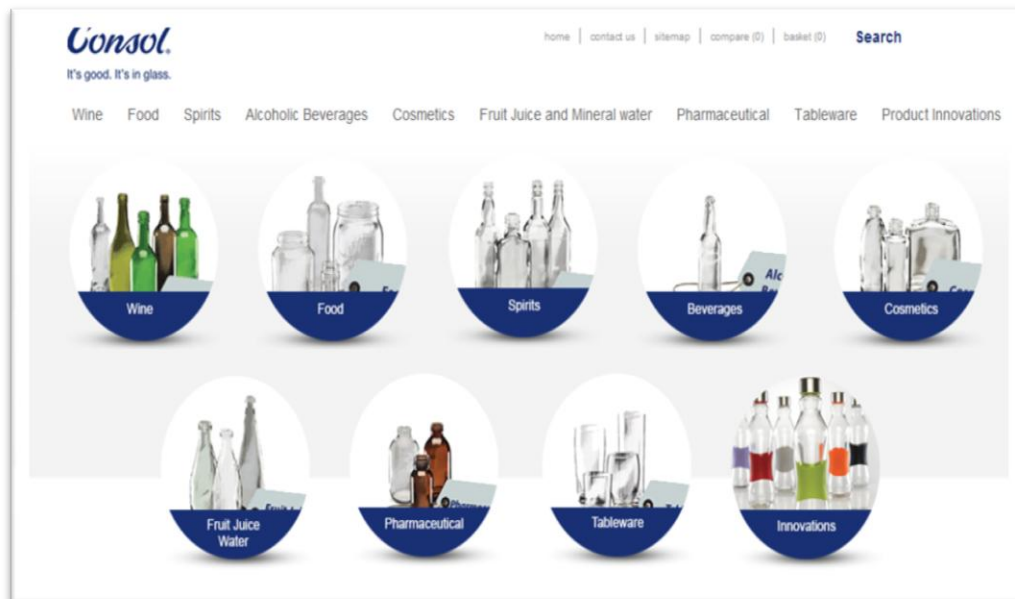 Consol.
It's good. It's in glass.
home | contact us | sitemap | compare (0) | basket (0) Search
Wine Food Spirits Alcoholic Beverages Cosmetics Fruit Juice and Mineral water Pharmaceutical Tableware Product Innovations
Alc
Wine Food Spirits Beverages Cosmetics
Fruit Juice
Water
Pharmaceutical Tableware Innovations